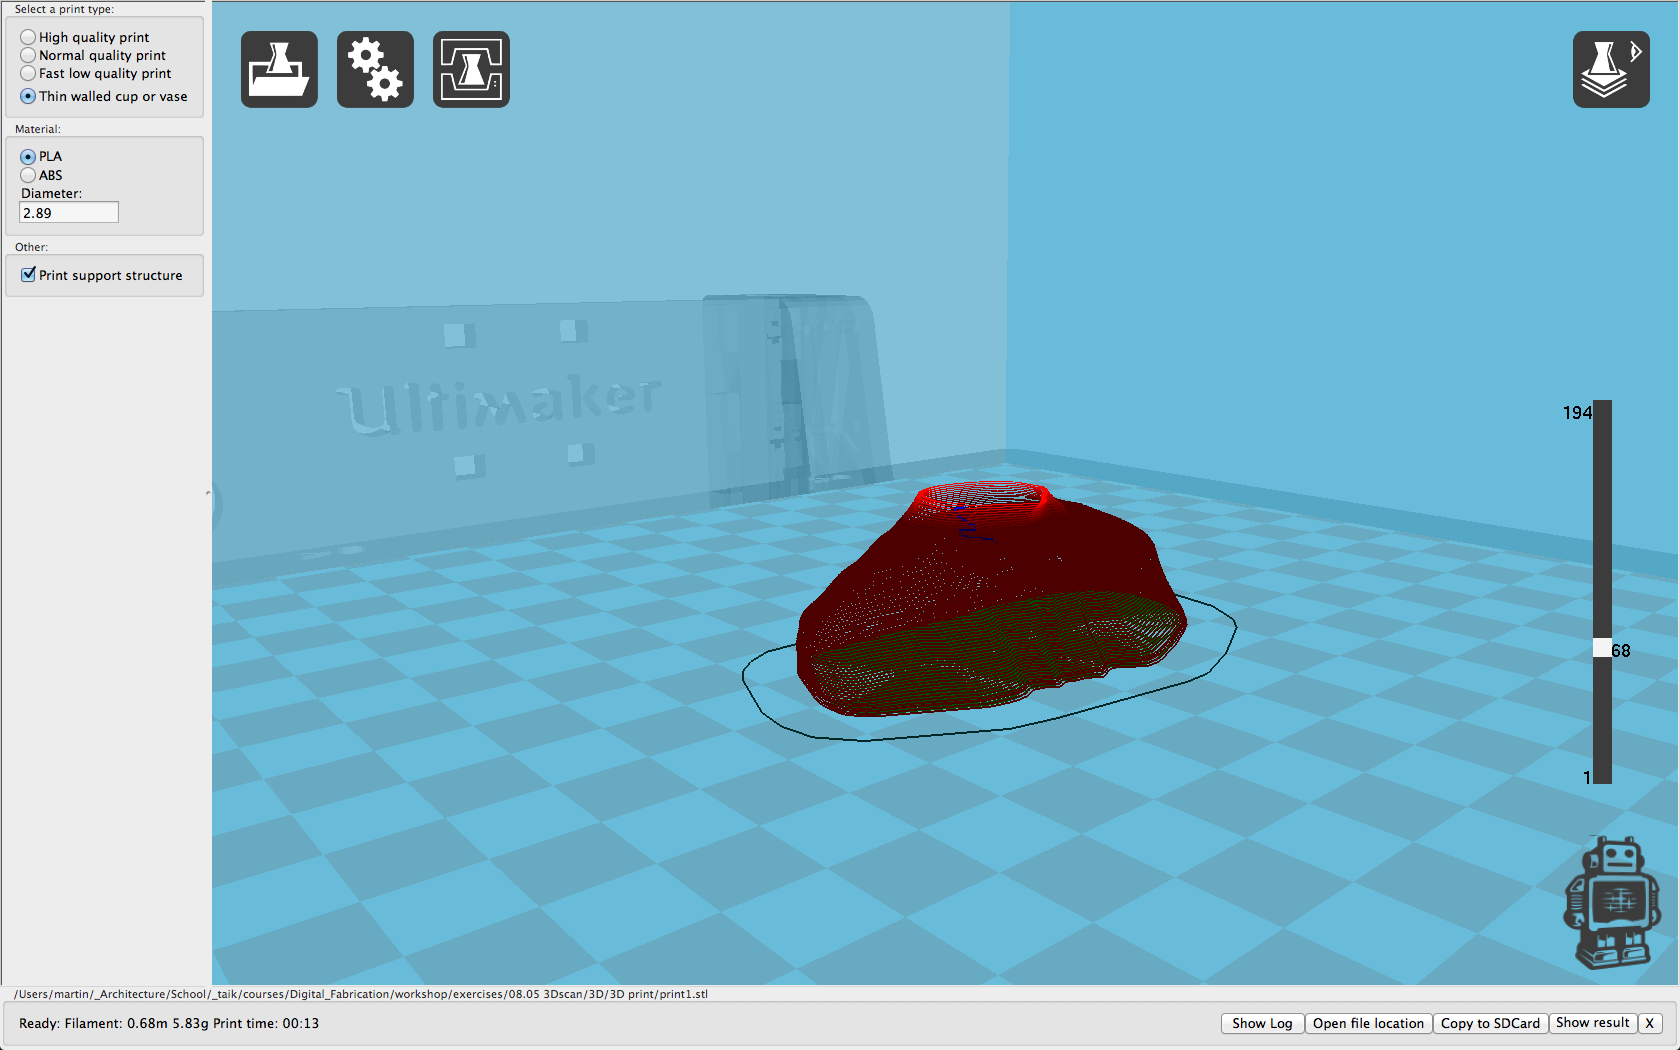 Select a print type:
High quality print
Normal quality print
Fast low quality print
Thin walled cup or vase
Material:
PLA
ABS
Diameter:
2.89
Other:
Print support structure
Ultimaker
194
68
1
/Users/martin/_Architecture/School/_taik/courses/Digital_Fabrication/workshop/exercises/08.05 3Dscan/3D/3D print/print1.stl
Ready: Filament: 0.68m 5.83g Print time: 00:13
Show Log
Open file location
Copy to SDCard
Show result
X